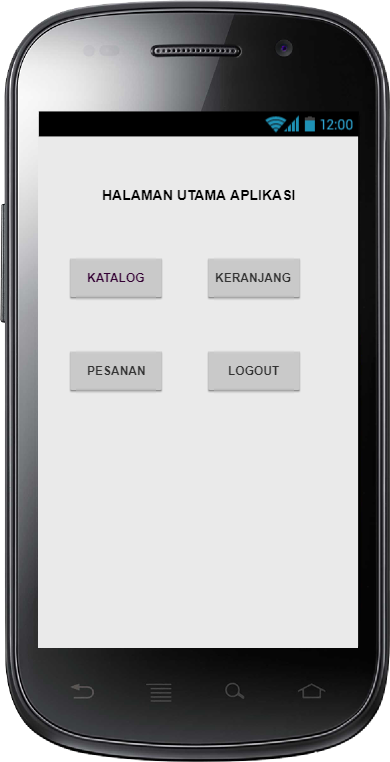 12:00
HALAMAN UTAMA APLIKASI
KATALOG KERANJANG
PESANAN LOGOUT